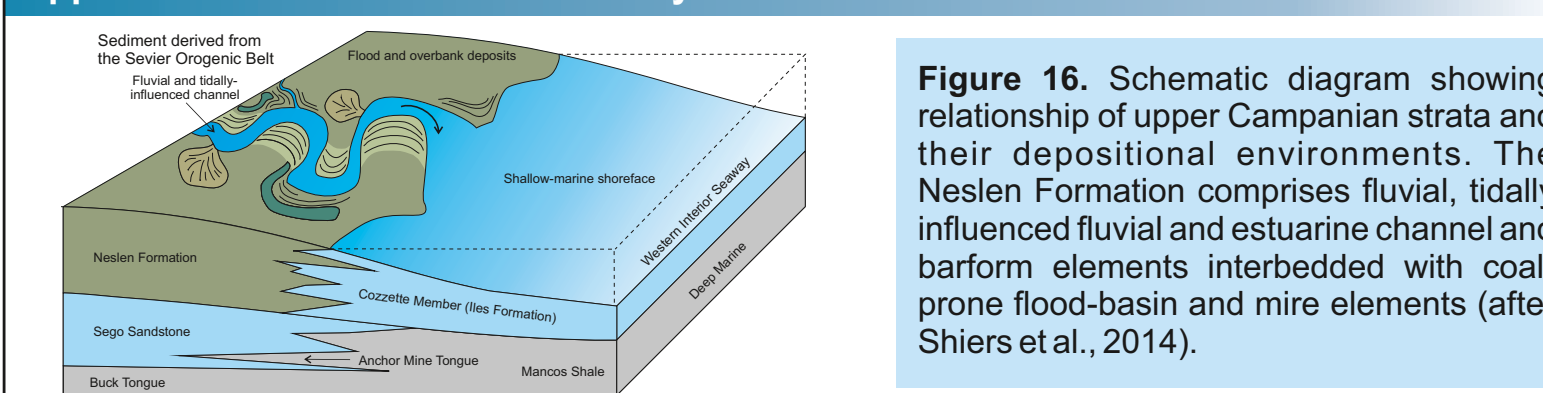 Sediment derived from
the Sevier Orogenic Belt
Fluvial and tidally-
influenced channel
Flood and overbank deposits
Shallow-marine shoreface
Western Interior Seaway
Deep Marine
Neslen Formation
Cozzette Member (Iles Formation)
Sego Sandstone
Anchor Mine Tongue
Mancos Shale
Buck Tongue
Figure 16. Schematic diagram showing
relationship of upper Campanian strata and
their depositional environments. The
Neslen Formation comprises fluvial, tidally
influenced fluvial and estuarine channel and
barform elements interbedded with coal
prone flood-basin and mire elements (after
Shiers et al., 2014).